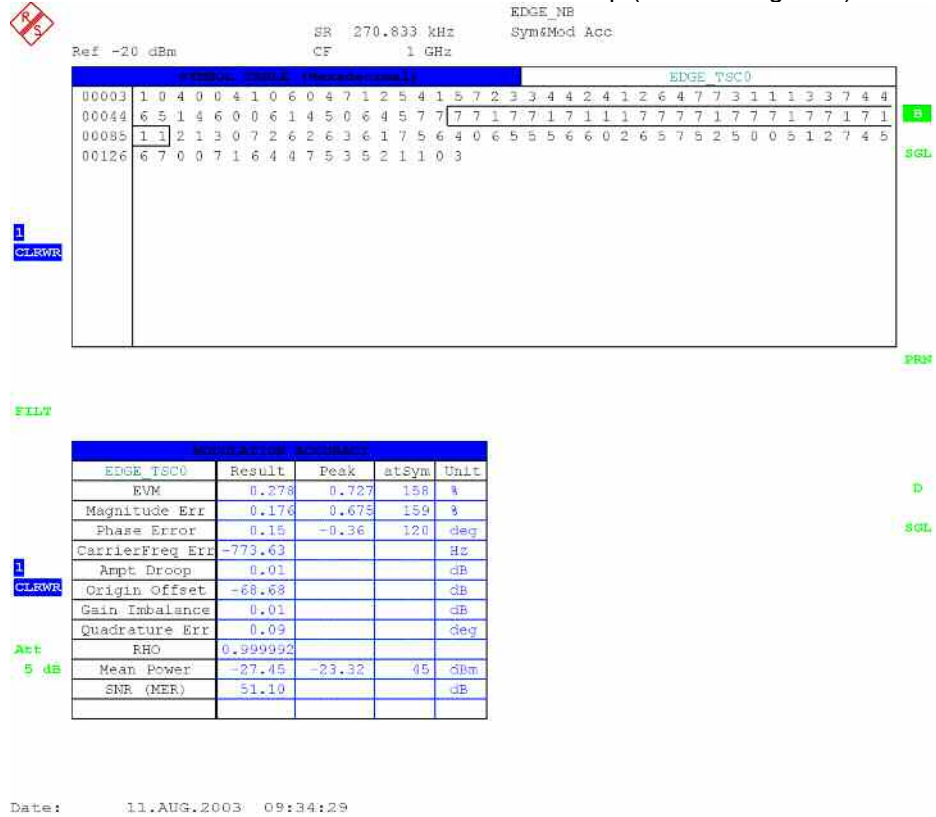 EDGE_NB
SR 270.833 kHz Sym&Mod Acc
Ref -20 dBm CF 1 GHz
SYMBOL TABLE (Hexadecimal) EDGE_TSC0
00003 1 0 4 0 0 4 1 0 6 0 4 7 1 2 5 4 1 5 7 2 3 3 4 4 2 4 1 2 6 4 7 7 3 1 1 1 3 3 7 4 4
00044 6 5 1 4 6 0 0 6 1 4 5 0 6 4 5 7 7 7 7 1 7 7 1 7 1 1 1 7 7 7 7 1 7 7 7 1 7 7 1 7 1
B
00085 1 1 2 1 3 0 7 2 6 2 6 3 6 1 7 5 6 4 0 6 5 5 5 6 6 0 2 6 5 7 5 2 5 0 0 5 1 2 7 4 5
00126 6 7 0 0 7 1 6 4 4 7 5 3 5 2 1 1 0 3
SGL
1
CLRWR
PRN
FILT
MODULATION ACCURACY
EDGE_TSC0 Result Peak atSym Unit
EVM 0.278 0.727 158 %
D
Magnitude Err 0.176 0.675 159 %
Phase Error 0.15 -0.36 120 deg
SGL
CarrierFreq Err -773.63 Hz
1
Ampt Droop 0.01 dB
CLRWR
Origin Offset -68.68 dB
Gain Imbalance 0.01 dB
Quadrature Err 0.09 deg
Att
RHO 0.999992
5 dB
Mean Power -27.45 -23.32 45 dBm
SNR (MER) 51.10 dB
Date: 11.AUG.2003 09:34:29